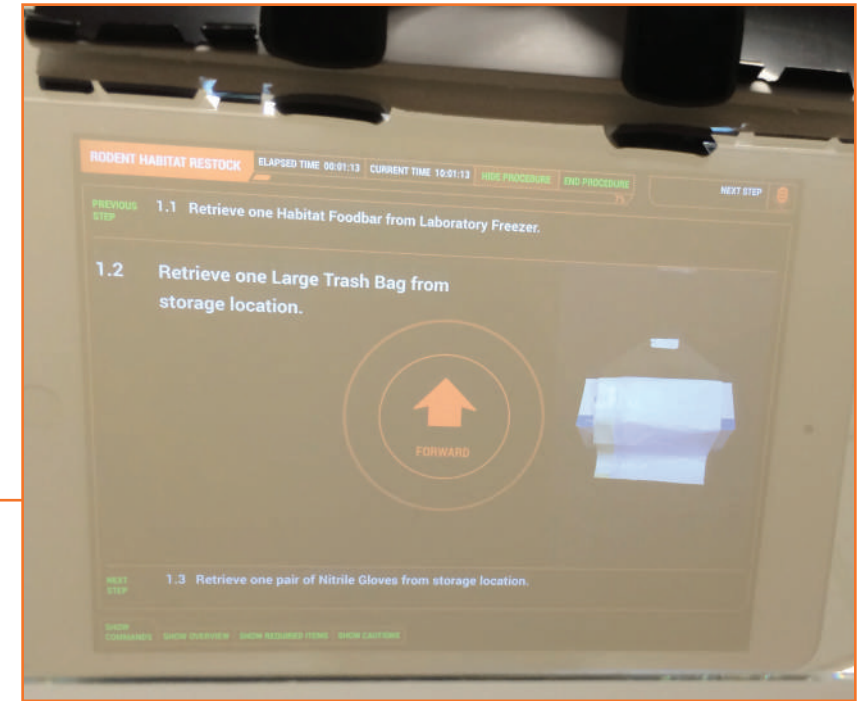 RODENT HABITAT RESTOCK ELAPSED TIME 00:01:13 CURRENT TIME 10:01:13 HIDE PROCEDURE END PROCEDURE NEXT STEP
PREVIOUS STEP
1.1 Retrieve one Habitat Foodbar from Laboratory Freezer.
1.2 Retrieve one Large Trash Bag from
storage location.
FORWARD
NEXT STEP
1.3 Retrieve one pair of Nitrile Gloves from storage location.
SHOW COMMANDS SHOW OVERVIEW SHOW REQUIRED ITEMS SHOW CAUTIONS